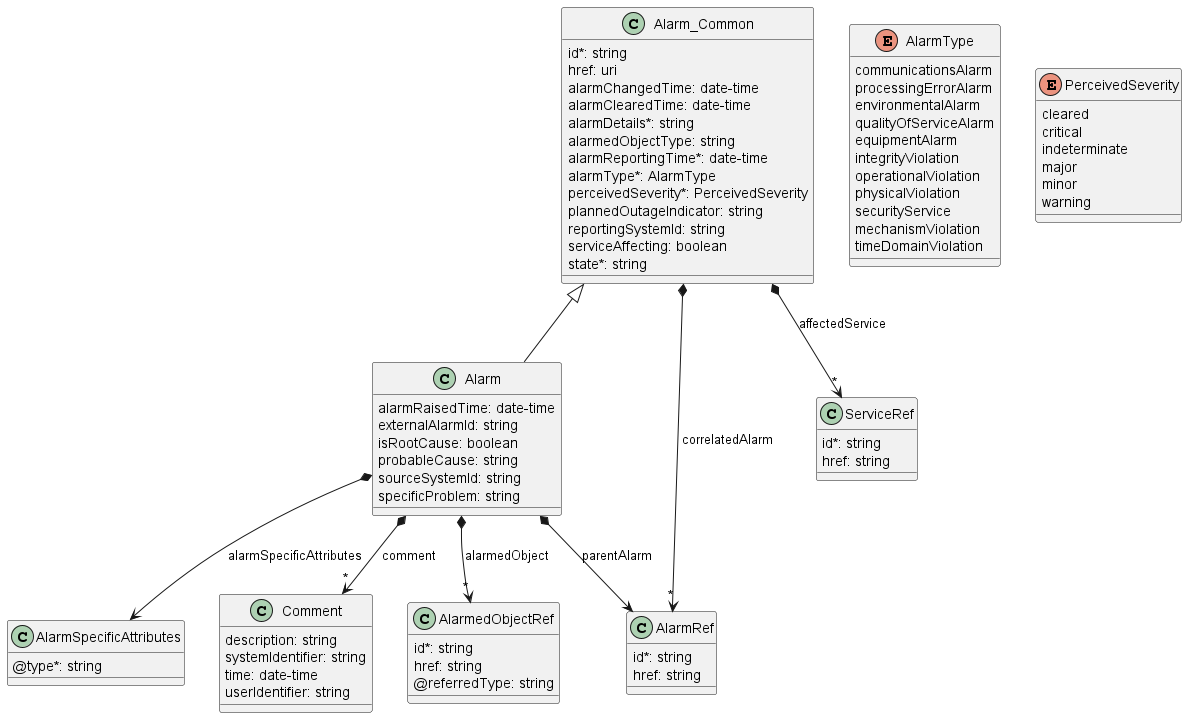 C Alarm_Common
id*: string
href: uri
alarmChangedTime: date-time
alarmClearedTime: date-time
alarmDetails*: string
alarmedObjectType: string
alarmReportingTime*: date-time
alarmType*: AlarmType
perceivedSeverity*: PerceivedSeverity
plannedOutageIndicator: string
reportingSystemId: string
serviceAffecting: boolean
state*: string
E AlarmType
communicationsAlarm
processingErrorAlarm
environmentalAlarm
qualityOfServiceAlarm
equipmentAlarm
integrityViolation
operationalViolation
physicalViolation
securityService
mechanismViolation
timeDomainViolation
E PerceivedSeverity
cleared
critical
indeterminate
major
minor
warning
affectedService
*
C Alarm
alarmRaisedTime: date-time
externalAlarmId: string
isRootCause: boolean
probableCause: string
sourceSystemId: string
specificProblem: string
correlatedAlarm
*
C ServiceRef
id*: string
href: string
alarmSpecificAttributes
comment
*
alarmedObject
*
parentAlarm
C AlarmSpecificAttributes
@type*: string
C Comment
description: string
systemIdentifier: string
time: date-time
userIdentifier: string
C AlarmedObjectRef
id*: string
href: string
@referredType: string
C AlarmRef
id*: string
href: string